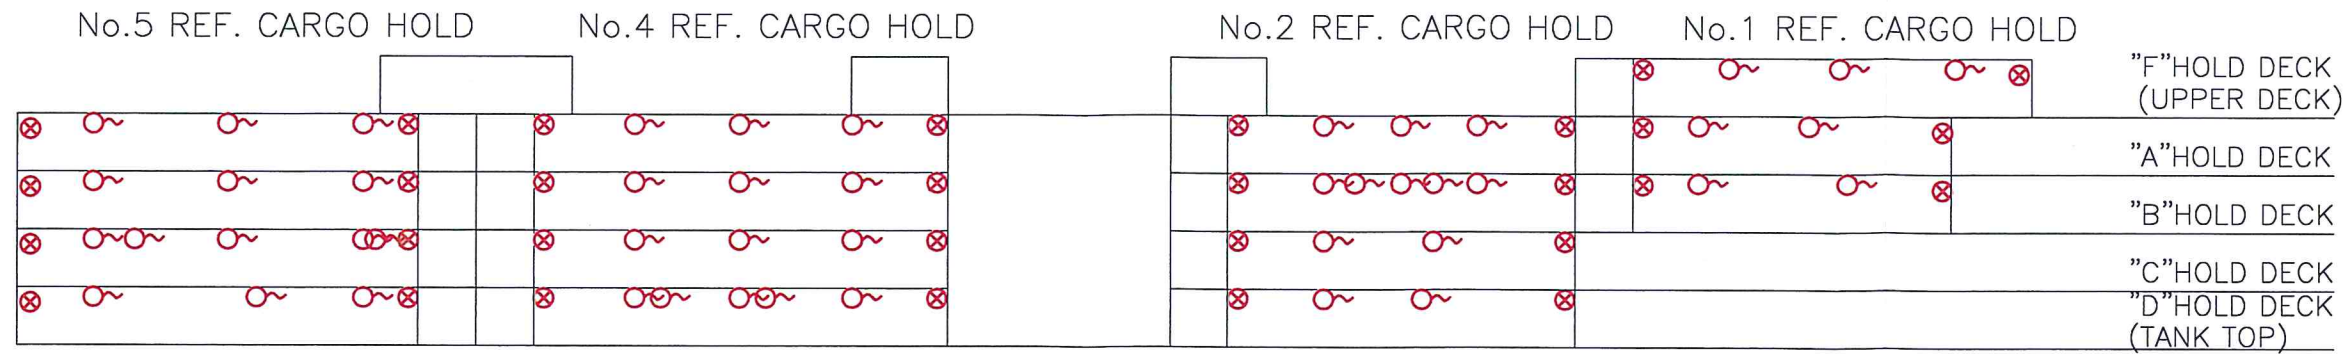 No.5 REF. CARGO HOLD
No.4 REF. CARGO HOLD
No.2 REF. CARGO HOLD
No.1 REF. CARGO HOLD
"F"HOLD DECK
(UPPER DECK)
"A"HOLD DECK
"B"HOLD DECK
"C"HOLD DECK
"D"HOLD DECK
(TANK TOP)